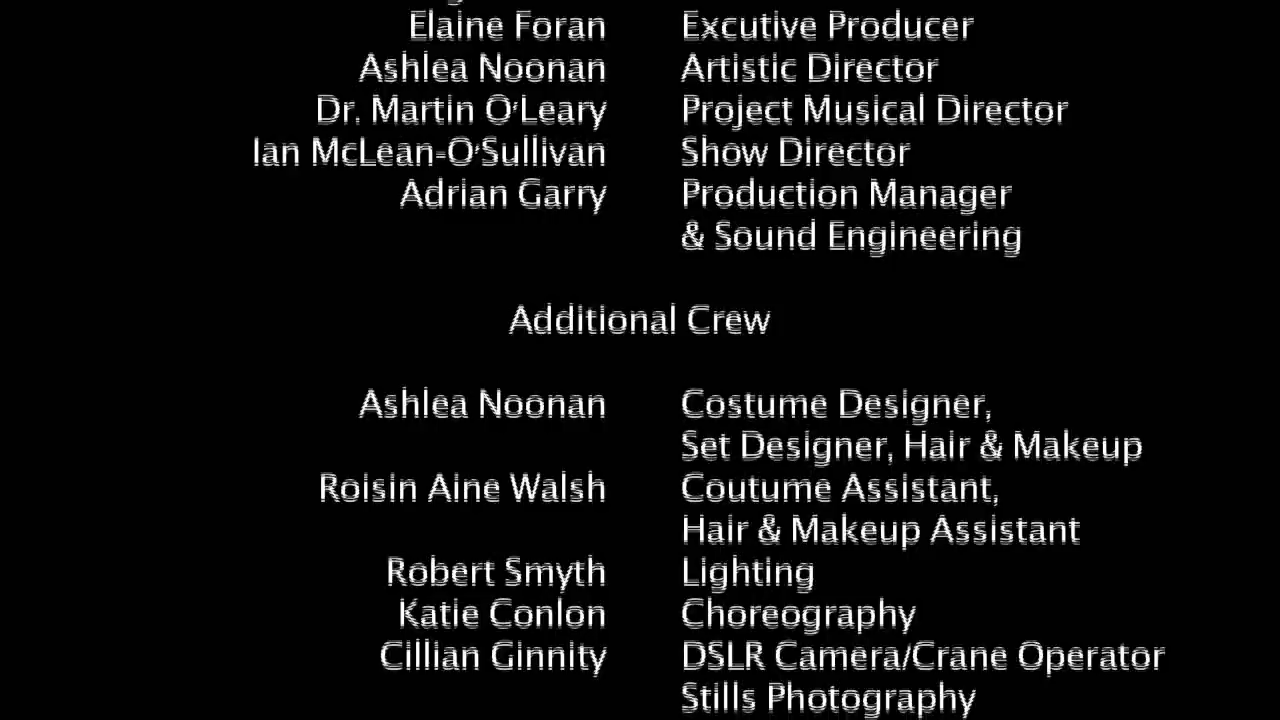 Elaine Foran Excutive Producer
Ashlea Noonan Artistic Director
Dr. Martin O'Leary Project Musical Director
Ian McLean-O'Sullivan Show Director
Adrian Garry Production Manager
& Sound Engineering
Additional Crew
Ashlea Noonan Costume Designer,
Set Designer, Hair & Makeup
Roisin Aine Walsh Coutume Assistant,
Hair & Makeup Assistant
Robert Smyth Lighting
Katie Conlon Choreography
Cillian Ginnity DSLR Camera/Crane Operator
Stills Photography